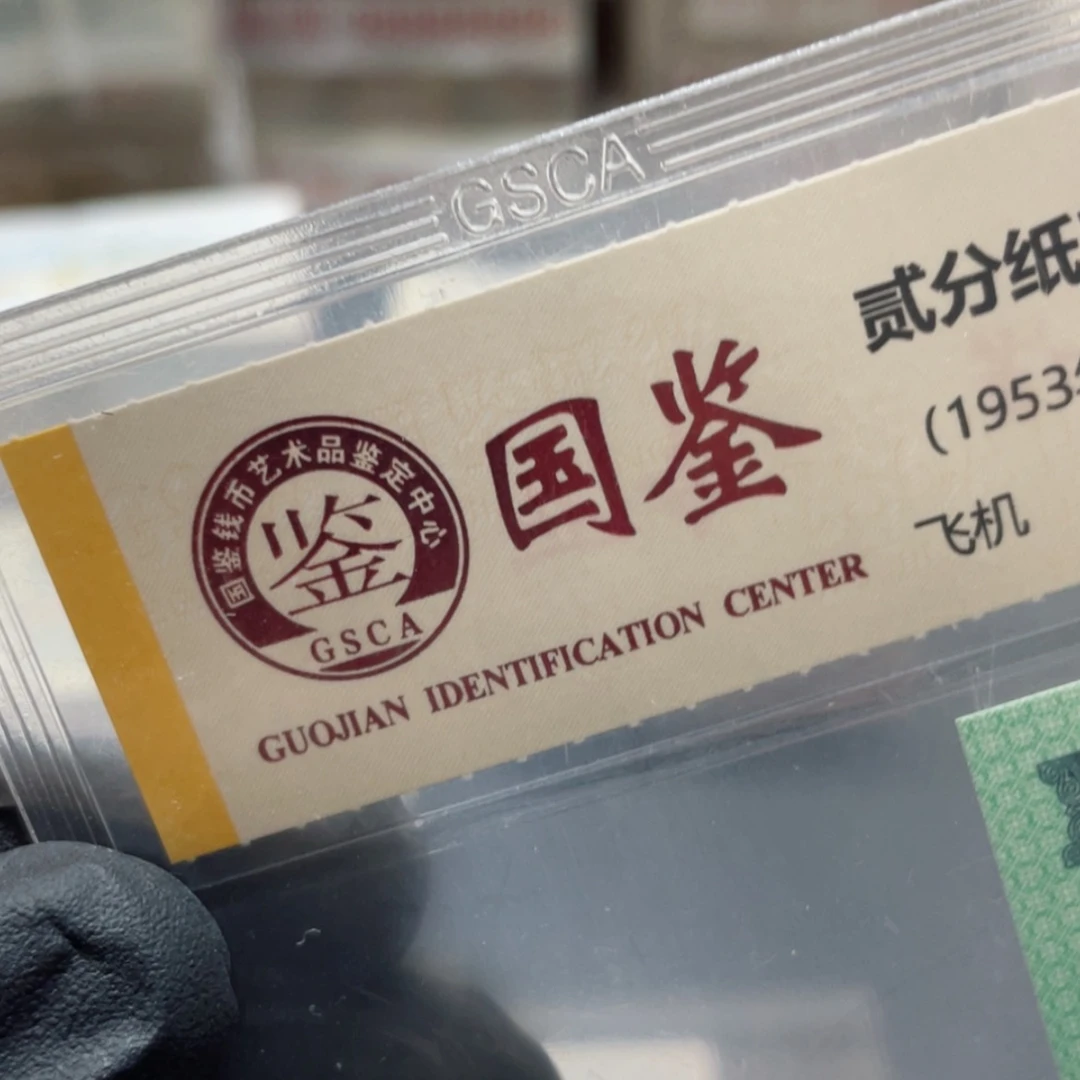 GSCA
国鉴钱币艺术品鉴定中心
鉴
GSCA
国鉴
GUOJIAN IDENTIFICATION CENTER
贰分纸
(1953
飞机